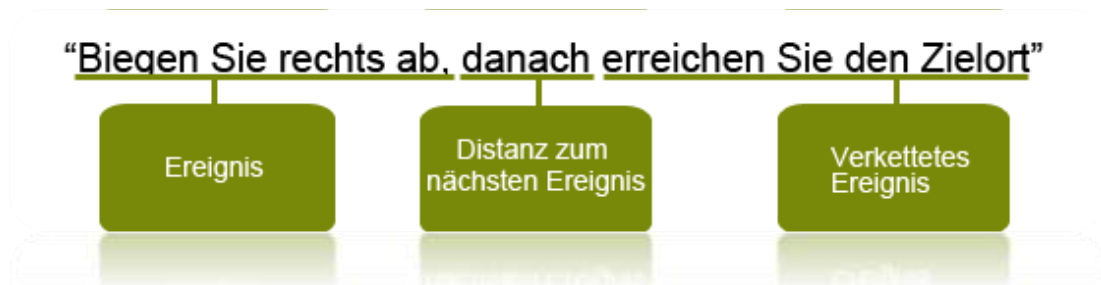 “Biegen Sie rechts ab, danach erreichen Sie den Zielort”
Ereignis
Distanz zum
nächsten Ereignis
Verkettetes
Ereignis